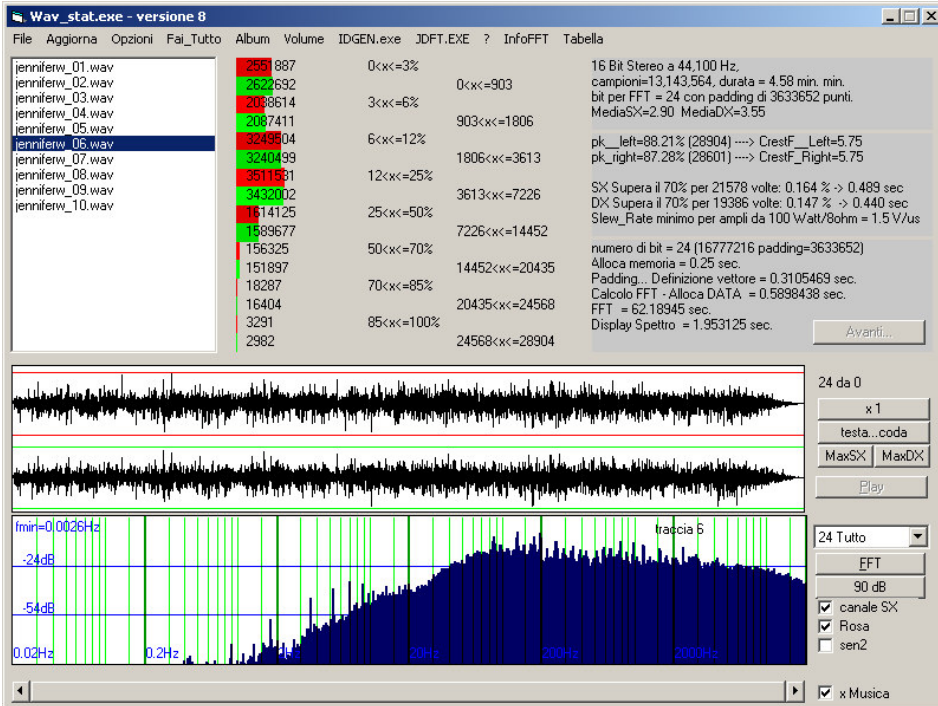 Wav_stat.exe - versione 8
File Aggiorna Opzioni Fai_Tutto Album Volume IDGEN.exe JDFT.EXE ? InfoFFT Tabella
jenniferw_01.wav
jenniferw_02.wav
jenniferw_03.wav
jenniferw_04.wav
jenniferw_05.wav
jenniferw_06.wav
jenniferw_07.wav
jenniferw_08.wav
jenniferw_09.wav
jenniferw_10.wav
2551887 0<x<=3%
2622692 0<x<=903
2038614 3<x<=6%
2087411 903<x<=1806
3249504 6<x<=12%
3240499 1806<x<=3613
3511531 12<x<=25%
3432002 3613<x<=7226
1614125 25<x<=50%
1589677 7226<x<=14452
156325 50<x<=70%
151897 14452<x<=20435
18287 70<x<=85%
16404 20435<x<=24568
3291 85<x<=100%
2982 24568<x<=28904
16 Bit Stereo a 44,100 Hz,
campioni=13,143,564, durata = 4.58 min. min.
bit per FFT = 24 con padding di 3633652 punti.
MediaSX=2.90 MediaDX=3.55
pk__left=88.21% (28904) ----> CrestF__Left=5.75
pk_right=87.28% (28601) ----> CrestF_Right=5.75
SX Supera il 70% per 21578 volte: 0.164 % -> 0.489 sec
DX Supera il 70% per 19386 volte: 0.147 % -> 0.440 sec
Slew_Rate minimo per ampli da 100 Watt/8ohm = 1.5 V/us
numero di bit = 24 (16777216 padding=3633652)
Alloca memoria = 0.25 sec.
Padding... Definizione vettore = 0.3105469 sec.
Calcolo FFT - Alloca DATA = 0.5898438 sec.
FFT = 62.18945 sec.
Display Spettro = 1.953125 sec.
Avanti...
24 da 0
x 1
testa...coda
MaxSX MaxDX
Play
fmin=0.0026Hz
traccia 6
-24dB
-54dB
0.02Hz 0.2Hz 2Hz 20Hz 200Hz 2000Hz
24 Tutto
FFT
90 dB
canale SX
Rosa
sen2
x Musica